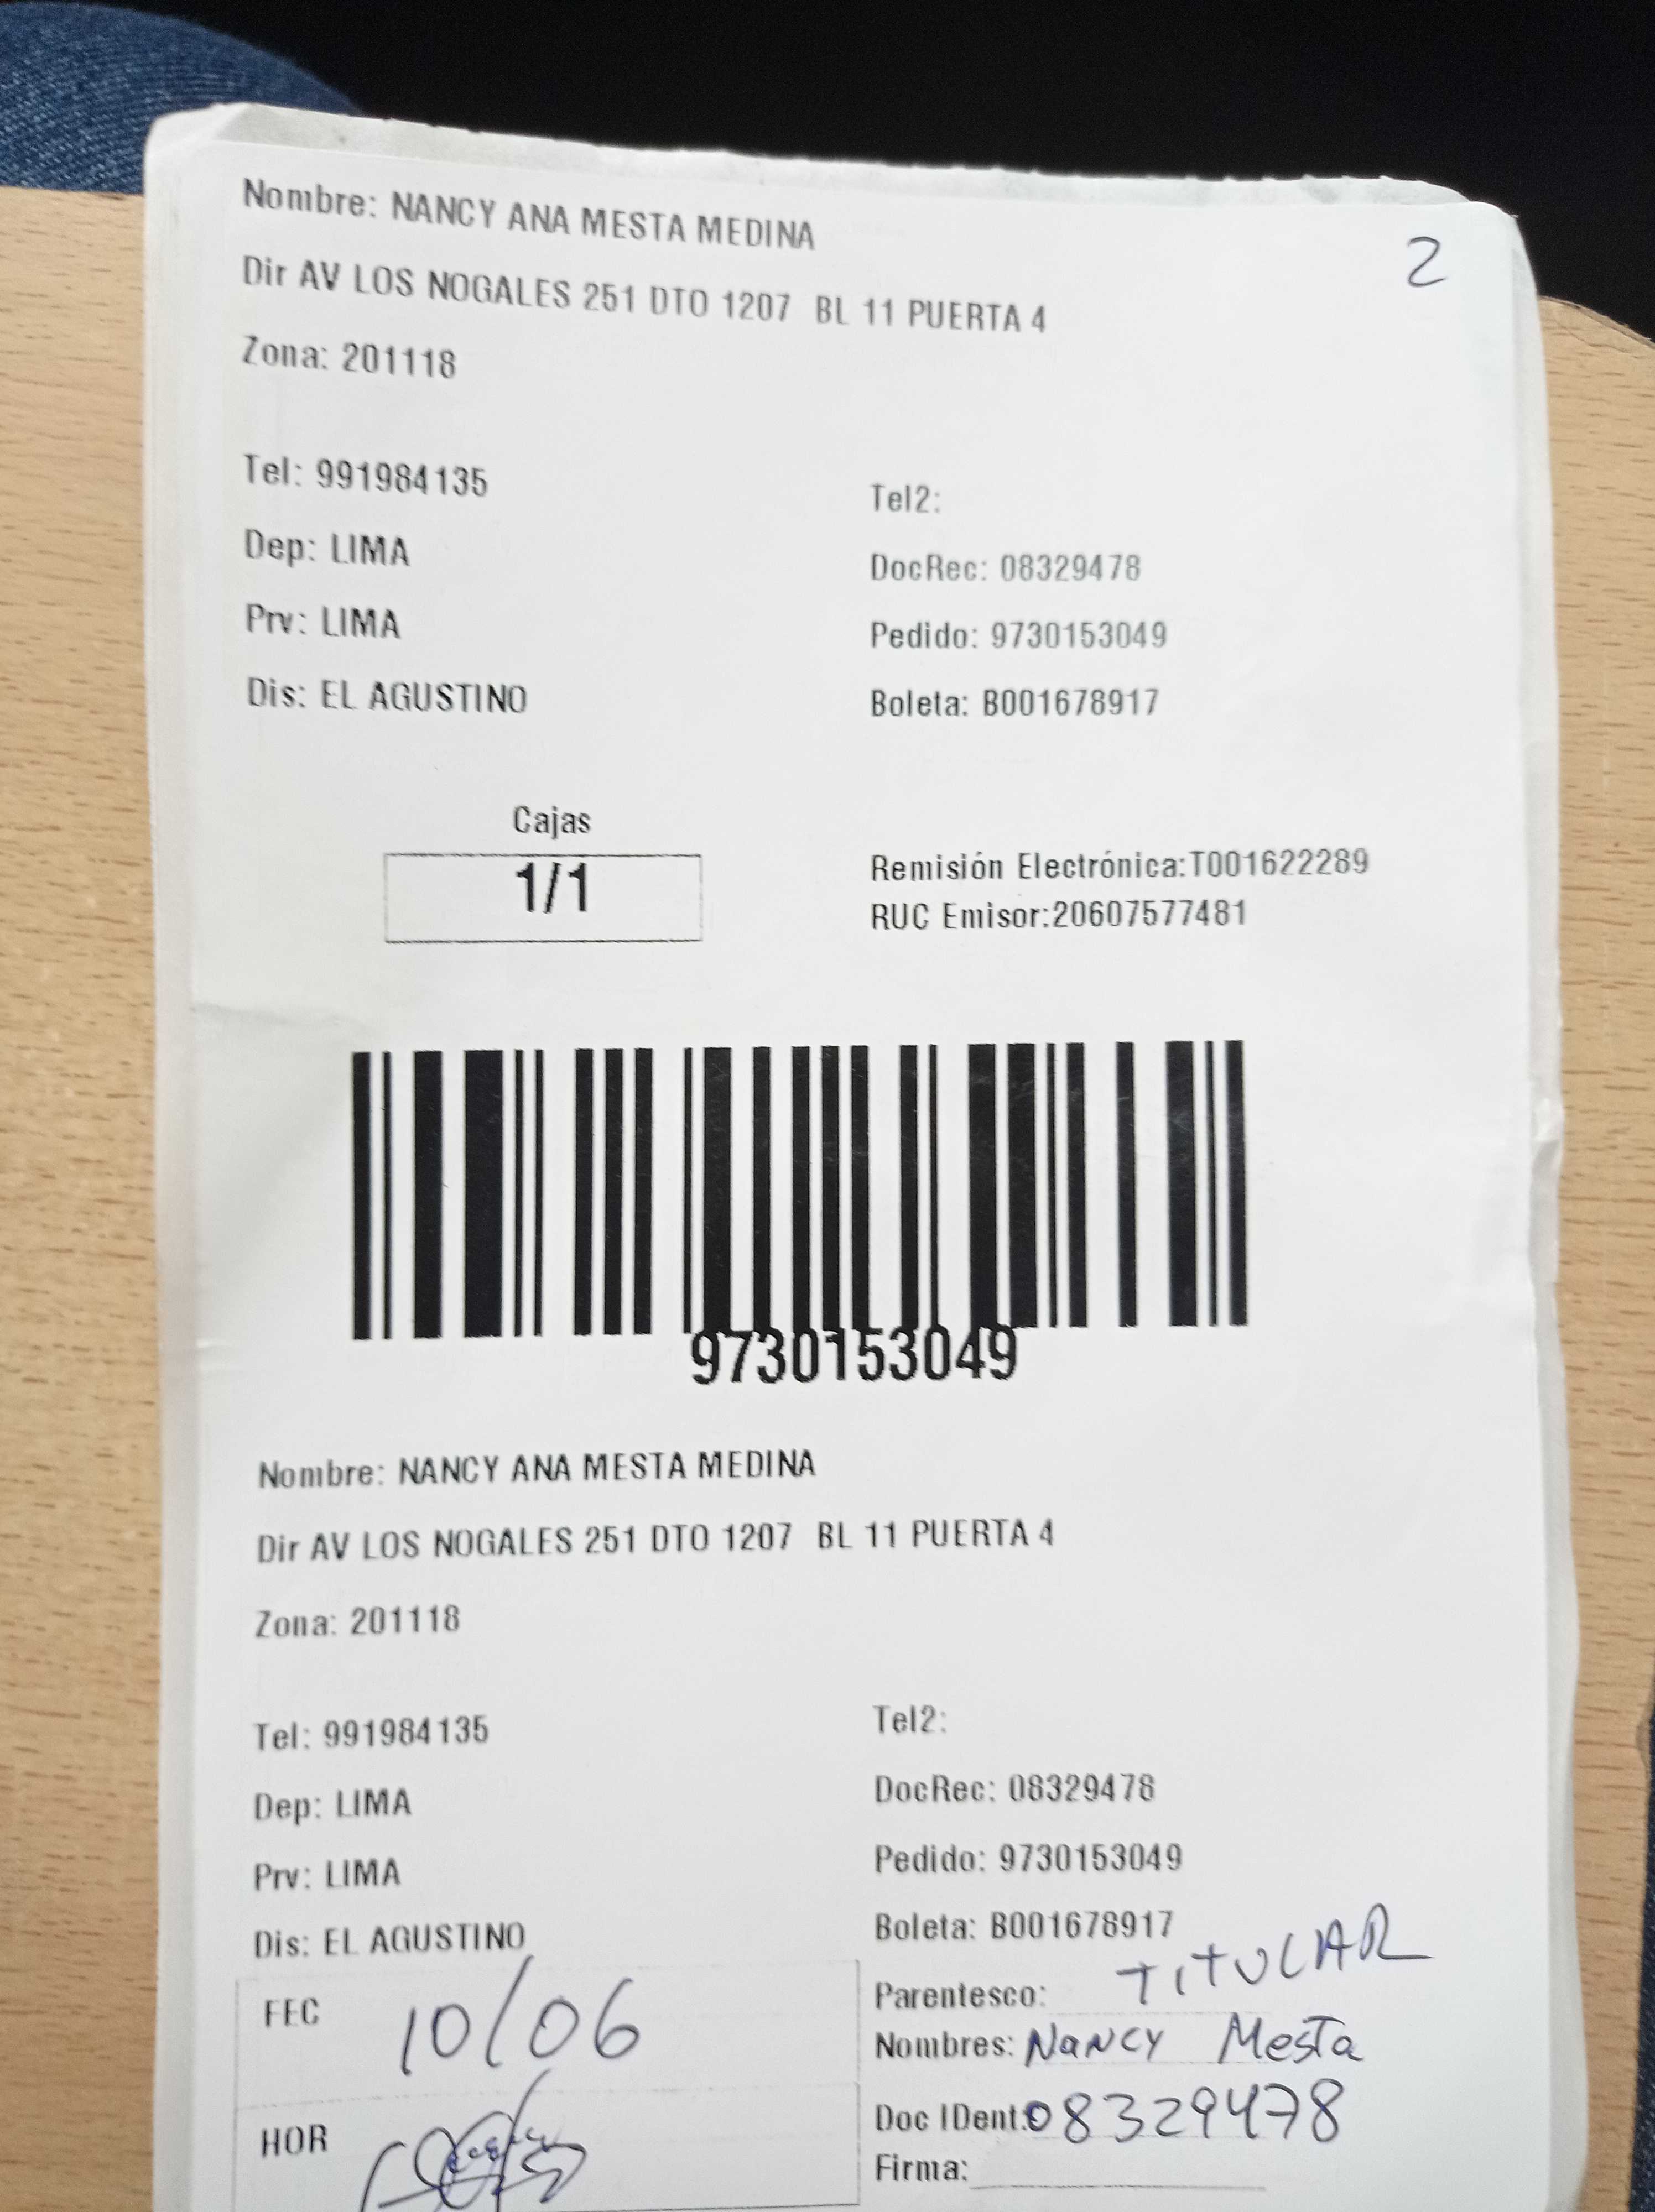 Nombre: NANCY ANA MESTA MEDINA
2
Dir AV LOS NOGALES 251 DTO 1207 BL 11 PUERTA 4
Zona: 201118
Tel: 991984135
Tel2:
Dep: LIMA
DocRec: 08329478
Prv: LIMA
Pedido: 9730153049
Dis: EL AGUSTINO
Boleta: B001678917
Cajas
1/1
Remisión Electrónica:T001622289
RUC Emisor:20607577481
9730153049
Nombre: NANCY ANA MESTA MEDINA
Dir AV LOS NOGALES 251 DTO 1207 BL 11 PUERTA 4
Zona: 201118
Tel: 991984135
Tel2:
Dep: LIMA
DocRec: 08329478
Prv: LIMA
Pedido: 9730153049
Dis: EL AGUSTINO
Boleta: B001678917
FEC 10/06
Parentesco: TITULAR
Nombres: Nancy Mesta
HOR
Doc IDent: 08329478
Firma: